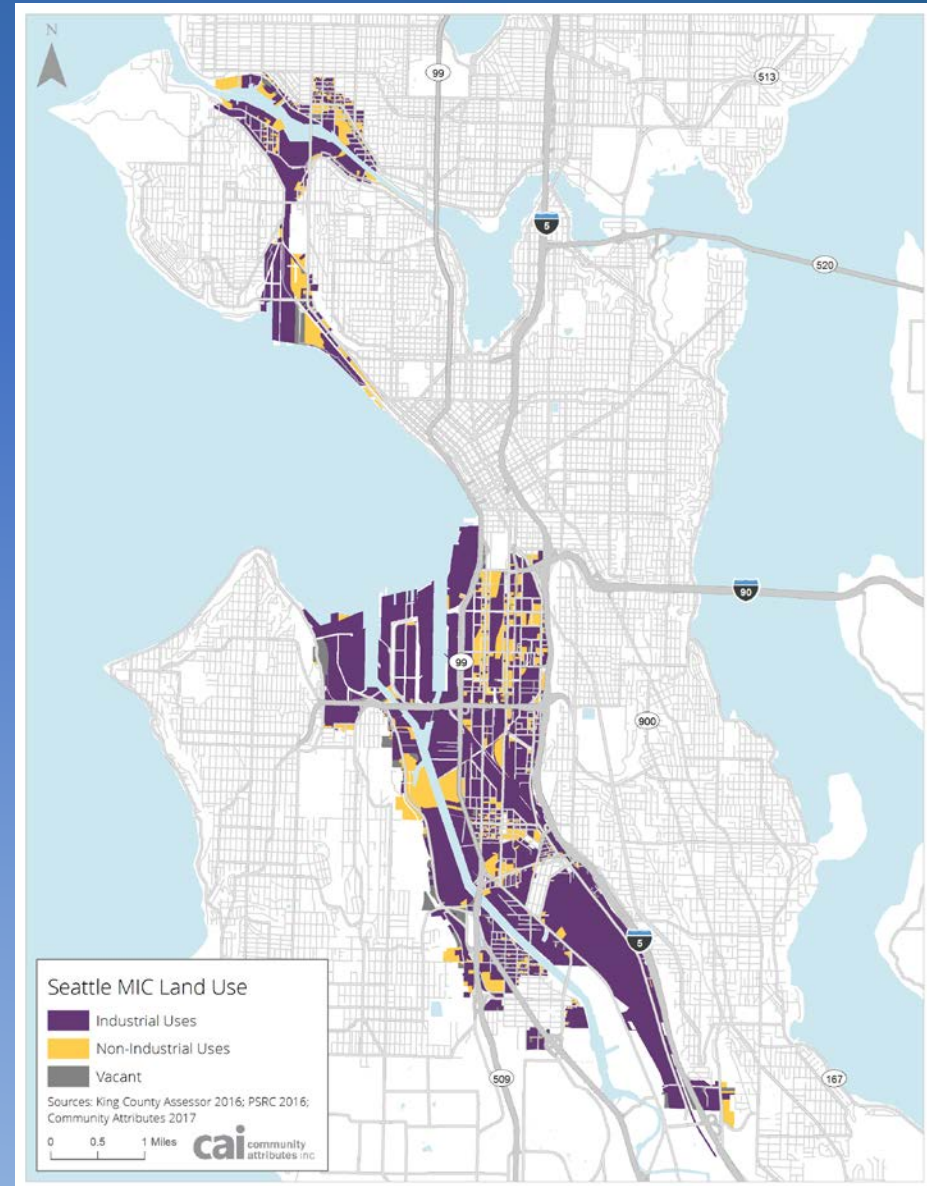 N
99
513
5
520
90
99
900
5
509
167
Seattle MIC Land Use
Industrial Uses
Non-Industrial Uses
Vacant
Sources: King County Assessor 2016; PSRC 2016;
Community Attributes 2017
0 0.5 1 Miles
cai community
attributes inc